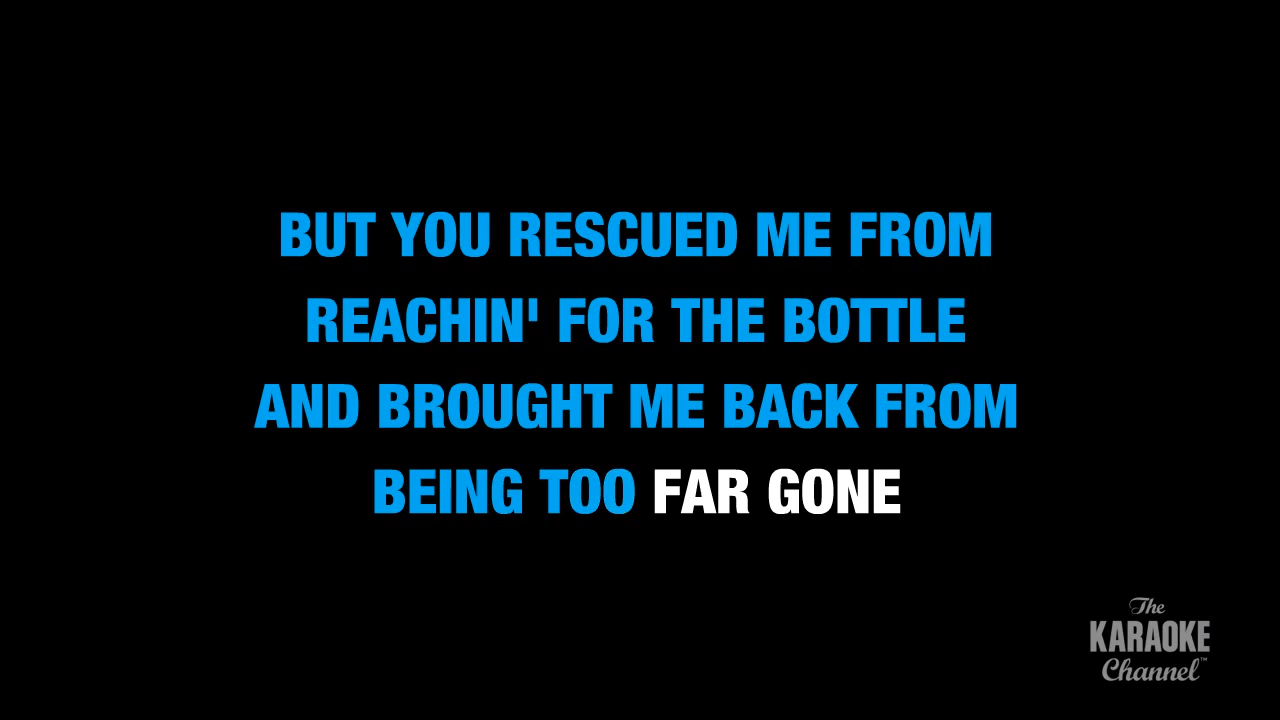 BUT YOU RESCUED ME FROM
REACHIN' FOR THE BOTTLE
AND BROUGHT ME BACK FROM
BEING TOO FAR GONE
The
KARAOKE
Channel™